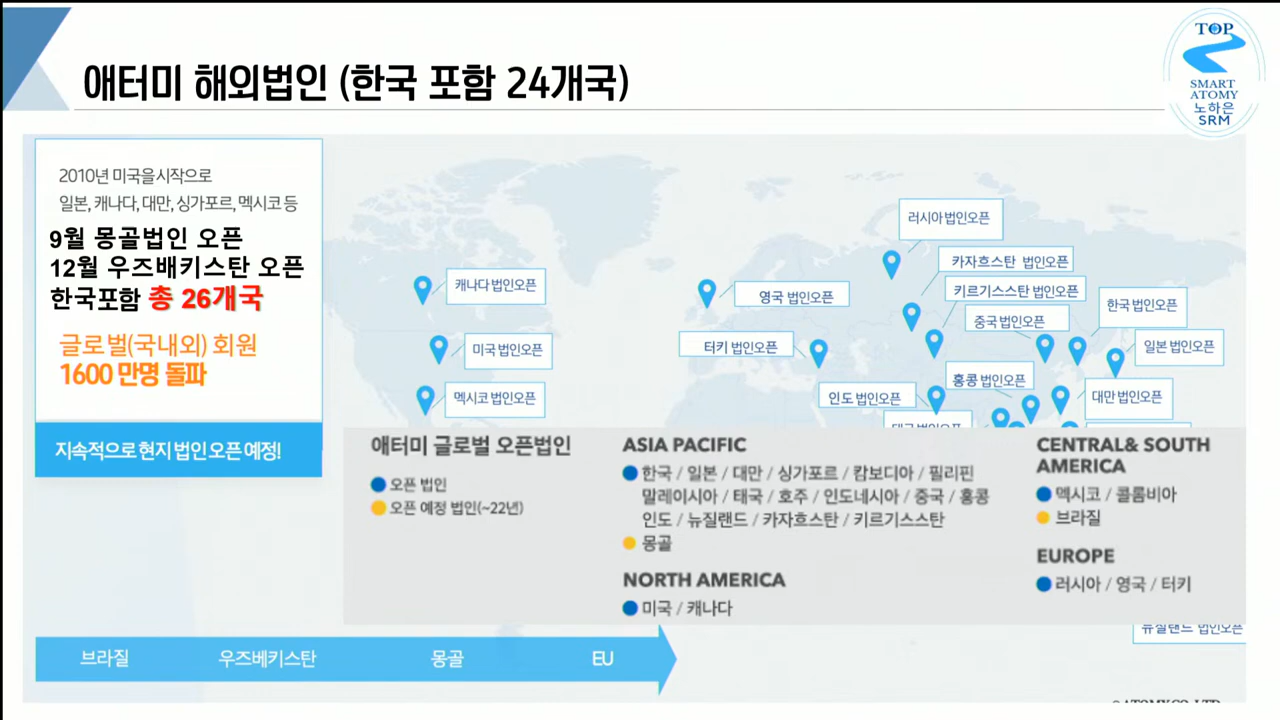 애터미 해외법인 (한국 포함 24개국)
TOP
SMART
ATOMY
노하은
SRM
2010년 미국을시작으로
일본, 캐나다, 대만, 싱가포르, 멕시코 등
9월 몽골법인 오픈
12월 우즈배키스탄 오픈
한국포함 총 26개국
글로벌(국내외) 회원
1600 만명 돌파
지속적으로 현지 법인 오픈 예정!
러시아 법인오픈
카자흐스탄 법인오픈
키르기스스탄 법인오픈
중국 법인오픈
한국 법인오픈
일본 법인오픈
캐나다 법인오픈
영국 법인오픈
미국 법인오픈
터키 법인오픈
멕시코 법인오픈
홍콩 법인오픈
인도 법인오픈
대만 법인오픈
애터미 글로벌 오픈법인
오픈 법인
오픈 예정 법인(~22년)
ASIA PACIFIC
한국 / 일본 / 대만 / 싱가포르 / 캄보디아 / 필리핀
말레이시아 / 태국 / 호주 / 인도네시아 / 중국 / 홍콩
인도 / 뉴질랜드 / 카자흐스탄 / 키르기스스탄
몽골
NORTH AMERICA
미국 / 캐나다
CENTRAL& SOUTH
AMERICA
멕시코 / 콜롬비아
브라질
EUROPE
러시아 / 영국 / 터키
뉴질랜드 법인오픈
브라질 우즈베키스탄 몽골 EU